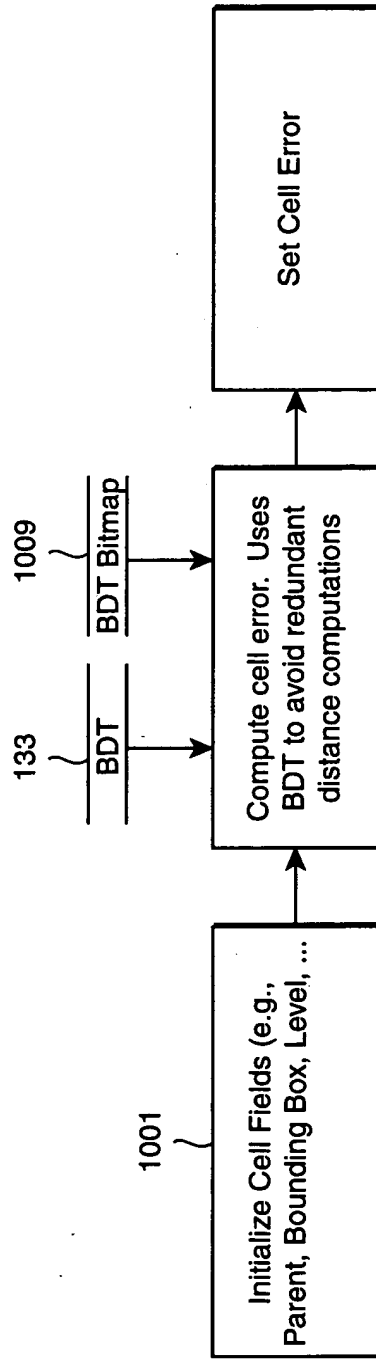 1001
Initialize Cell Fields (e.g.,
Parent, Bounding Box, Level, ...
133
BDT
1009
BDT Bitmap
Compute cell error. Uses
BDT to avoid redundant
distance computations
Set Cell Error